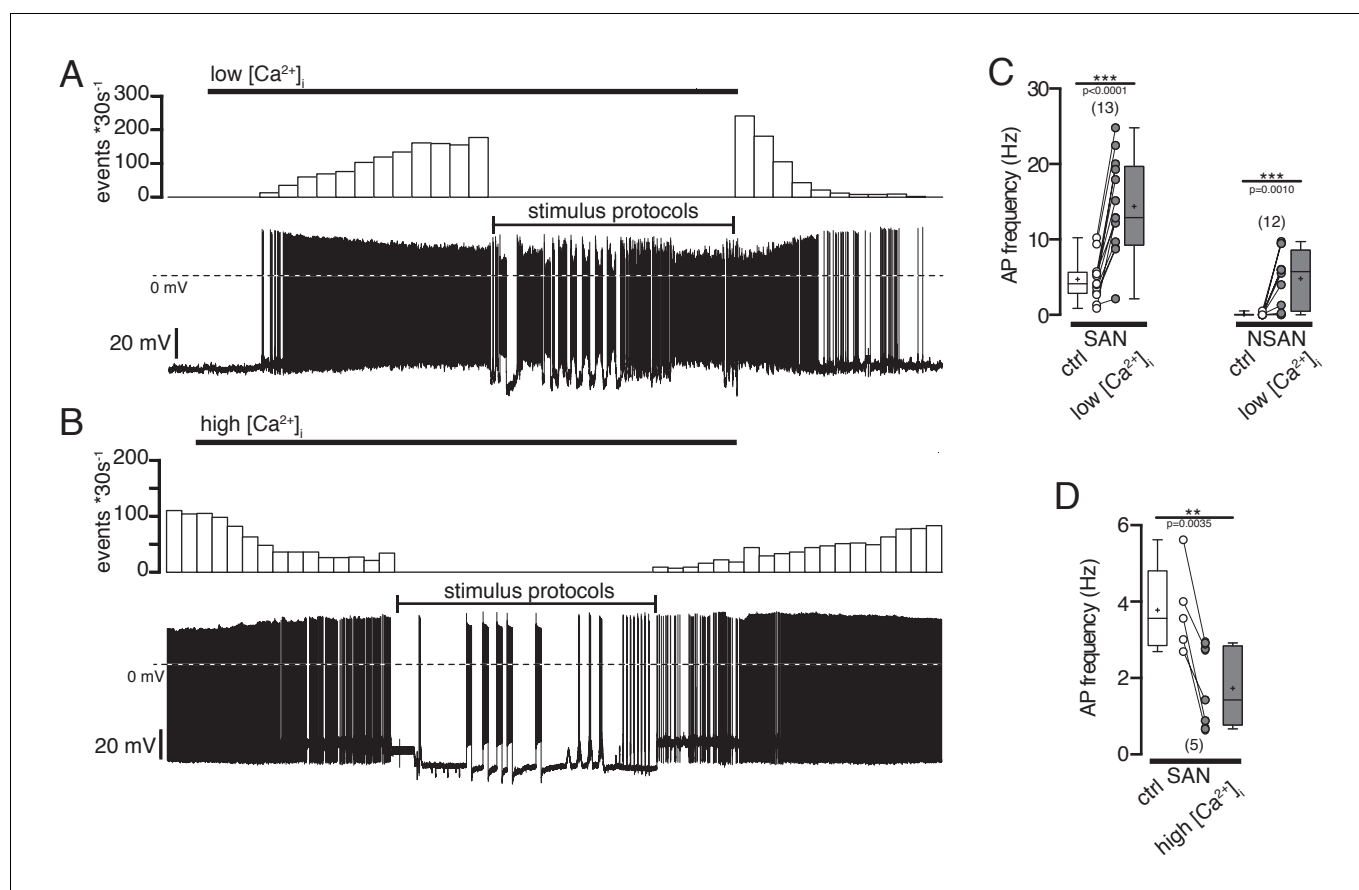 A
low [Ca²⁺]ᵢ
events *30s⁻¹
300
200
100
0
stimulus protocols
0 mV
20 mV
B
high [Ca²⁺]ᵢ
events *30s⁻¹
200
100
0
stimulus protocols
0 mV
20 mV
C
AP frequency (Hz)
30
20
10
0
***
p<0.0001
(13)
***
p=0.0010
(12)
SAN
NSAN
ctrl
low [Ca²⁺]ᵢ
ctrl
low [Ca²⁺]ᵢ
D
AP frequency (Hz)
6
4
2
0
**
p=0.0035
(5)
SAN
ctrl
high [Ca²⁺]ᵢ